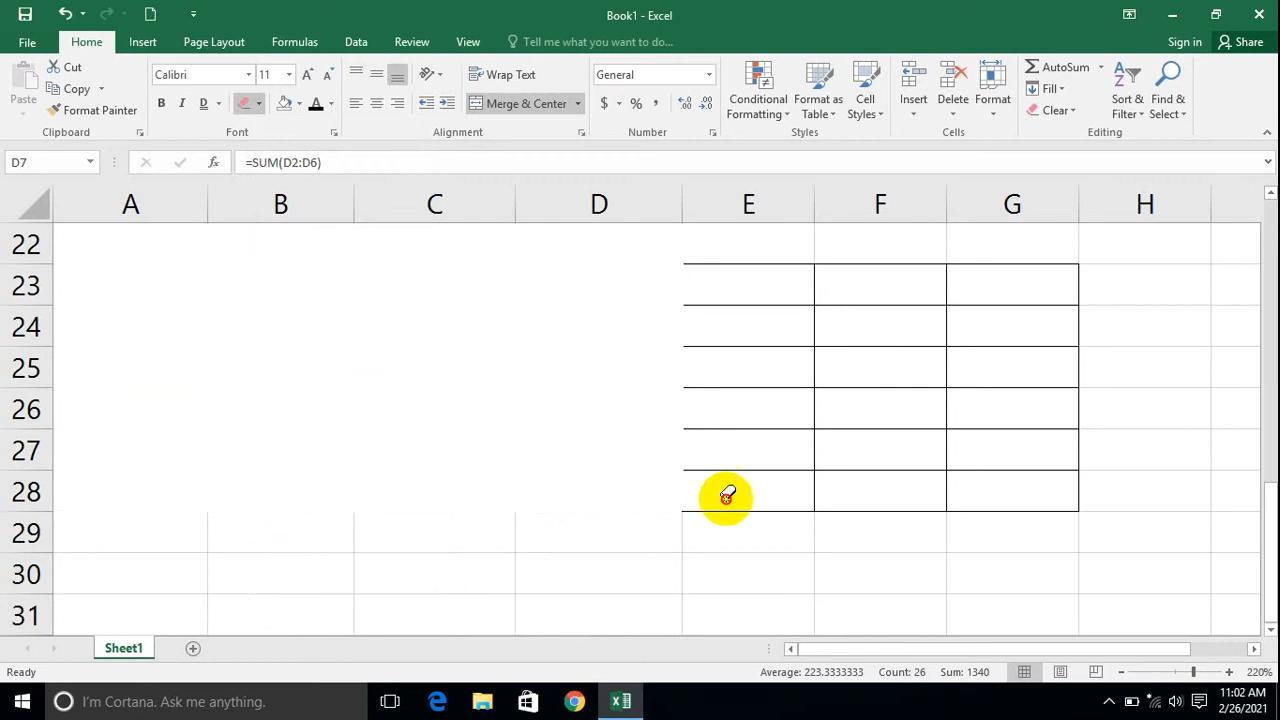 Book1 - Excel
File Home Insert Page Layout Formulas Data Review View Tell me what you want to do... Sign in Share
Cut
Copy
Format Painter
Paste
Clipboard
Calibri 11
B I D A
Font
Wrap Text
Merge & Center
Alignment
General
$ % ,
Number
Conditional Formatting
Format as Table
Cell Styles
Styles
Insert
Delete
Format
Cells
AutoSum
Fill
Clear
Sort & Filter
Find & Select
Editing
D7 fx =SUM(D2:D6)
A B C D E F G H
22
23
24
25
26
27
28
29
30
31
Sheet1
Ready Average: 223.3333333 Count: 26 Sum: 1340 220%
I'm Cortana. Ask me anything. 11:02 AM
2/26/2021